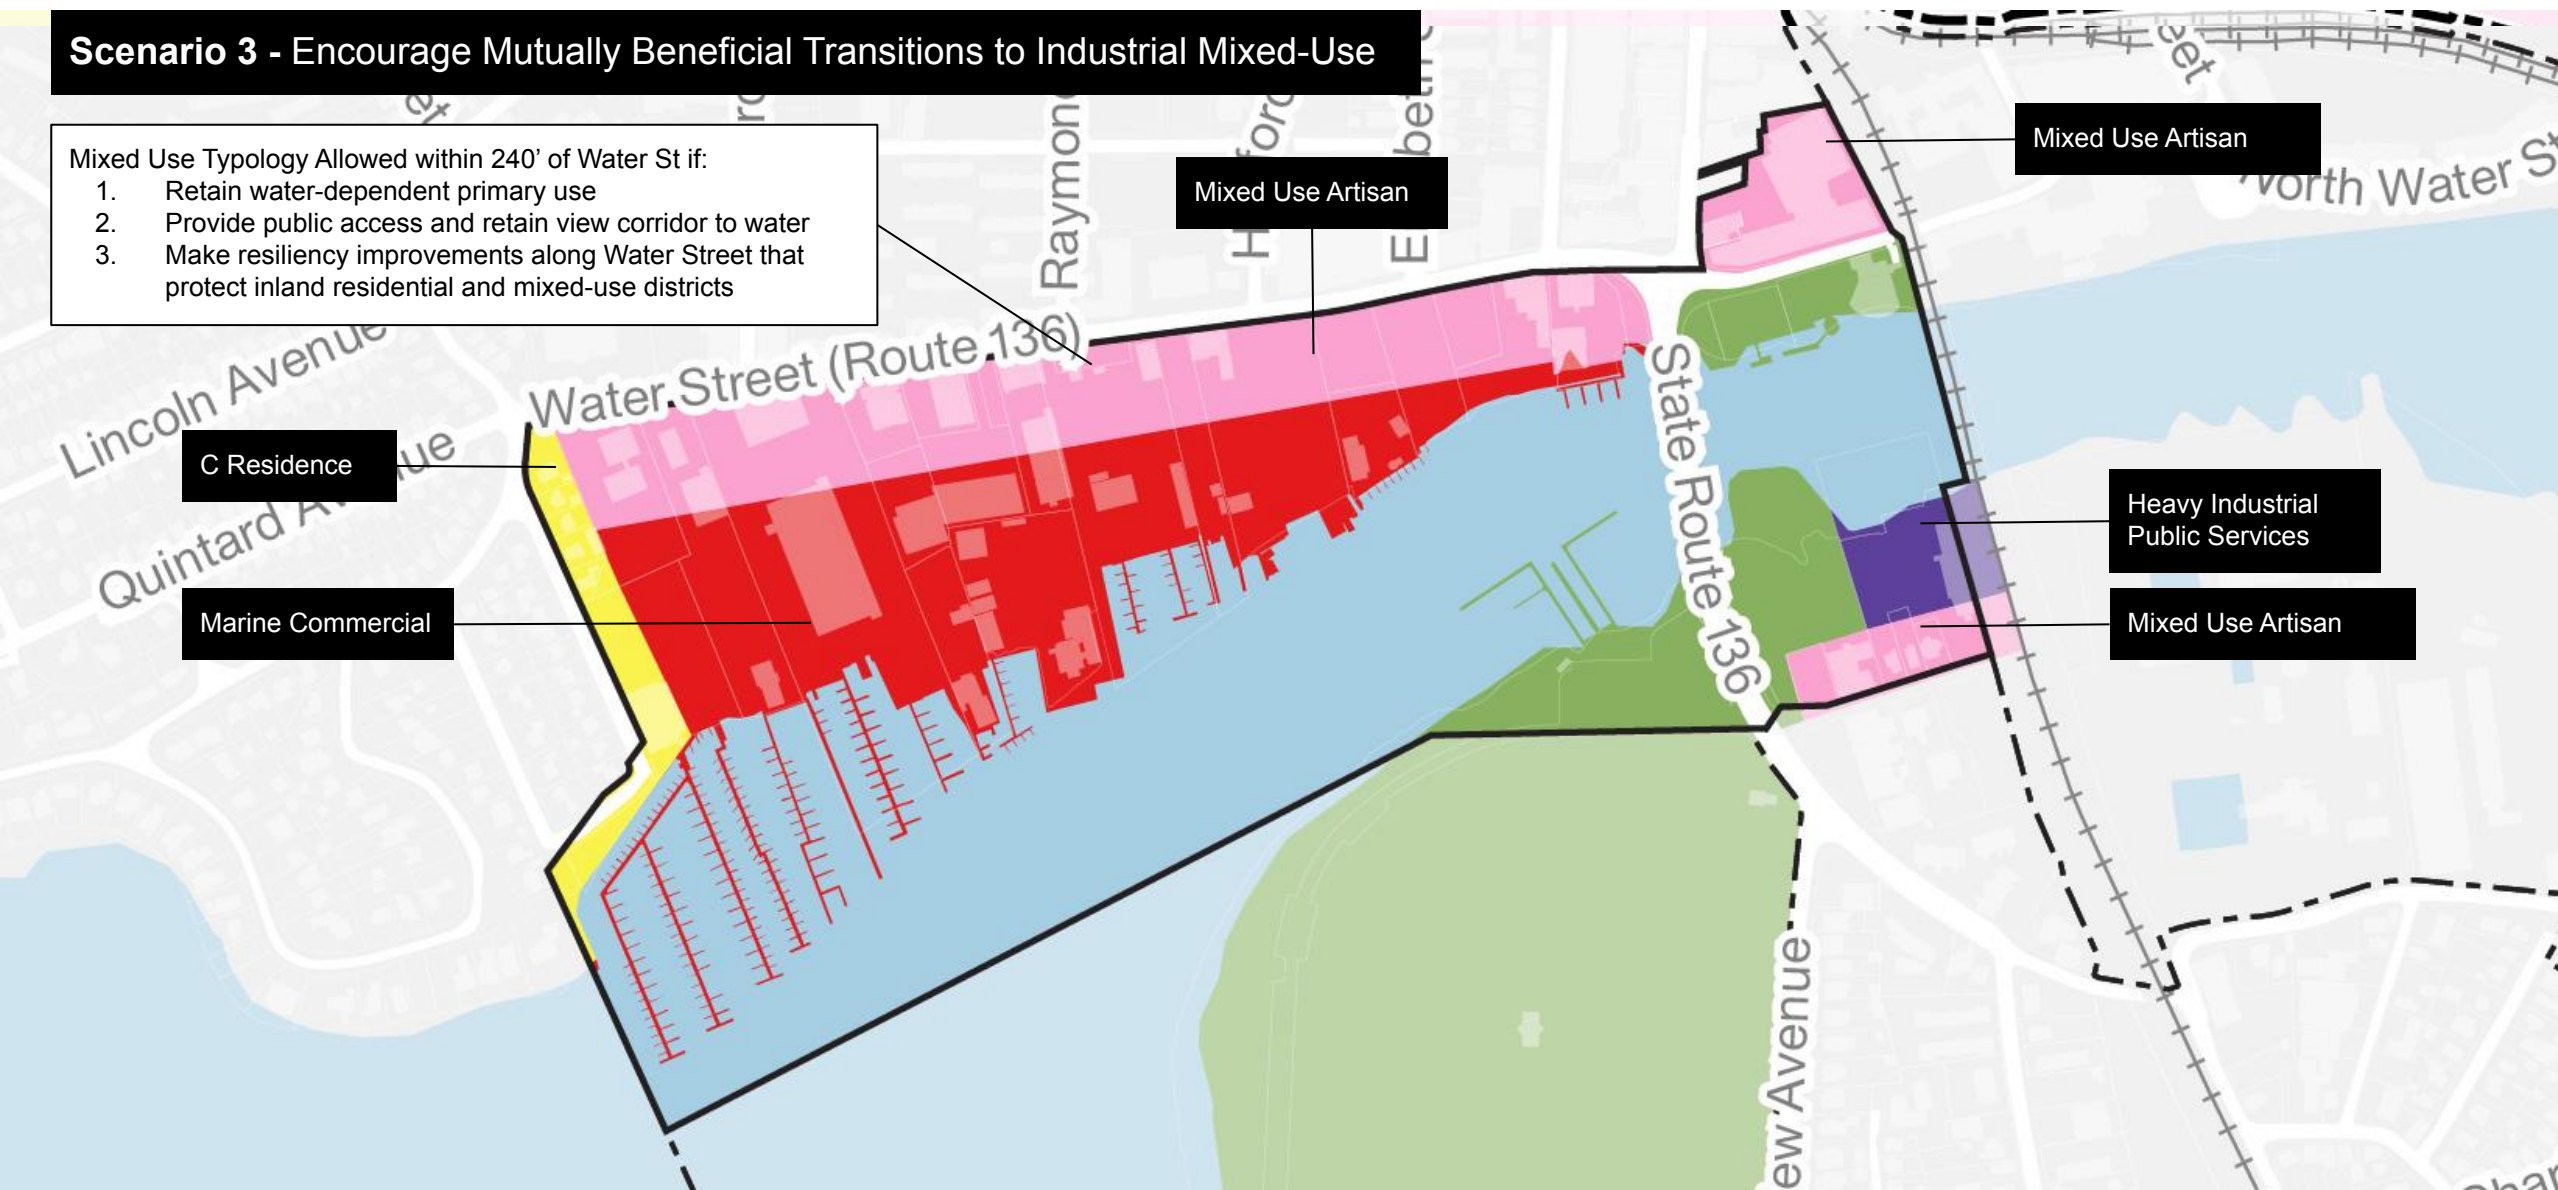 Scenario 3 - Encourage Mutually Beneficial Transitions to Industrial Mixed-Use
Mixed Use Typology Allowed within 240’ of Water St if:
1. Retain water-dependent primary use
2. Provide public access and retain view corridor to water
3. Make resiliency improvements along Water Street that
protect inland residential and mixed-use districts
Mixed Use Artisan
Mixed Use Artisan
Raymon
North Water S
Lincoln Avenue
Water Street (Route 136)
C Residence
Quintard
State Route 136
Heavy Industrial
Public Services
Marine Commercial
Mixed Use Artisan
ew Avenue